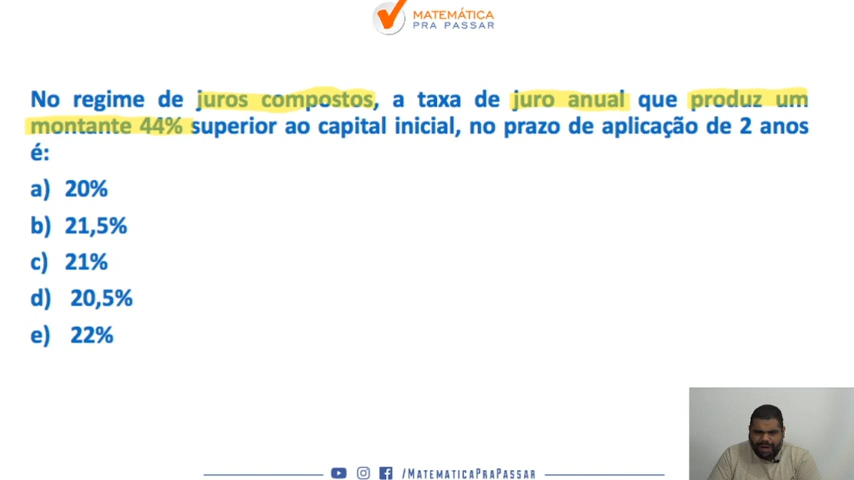 MATEMÁTICA
PRA PASSAR
No regime de juros compostos, a taxa de juro anual que produz um
montante 44% superior ao capital inicial, no prazo de aplicação de 2 anos
é:
a) 20%
b) 21,5%
c) 21%
d) 20,5%
e) 22%
/MATEMATICAPRAPASSAR